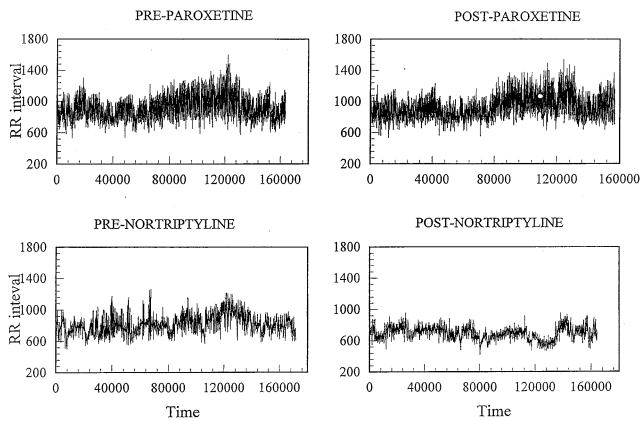 PRE-PAROXETINE
1800
1400
1000
600
200
RR interval
0 40000 80000 120000 160000
POST-PAROXETINE
1800
1400
1000
600
200
0 40000 80000 120000 160000
PRE-NORTRIPTYLINE
1800
1400
1000
600
200
RR inteval
0 40000 80000 120000 160000
Time
POST-NORTRIPTYLINE
1800
1400
1000
600
200
0 40000 80000 120000 160000
Time